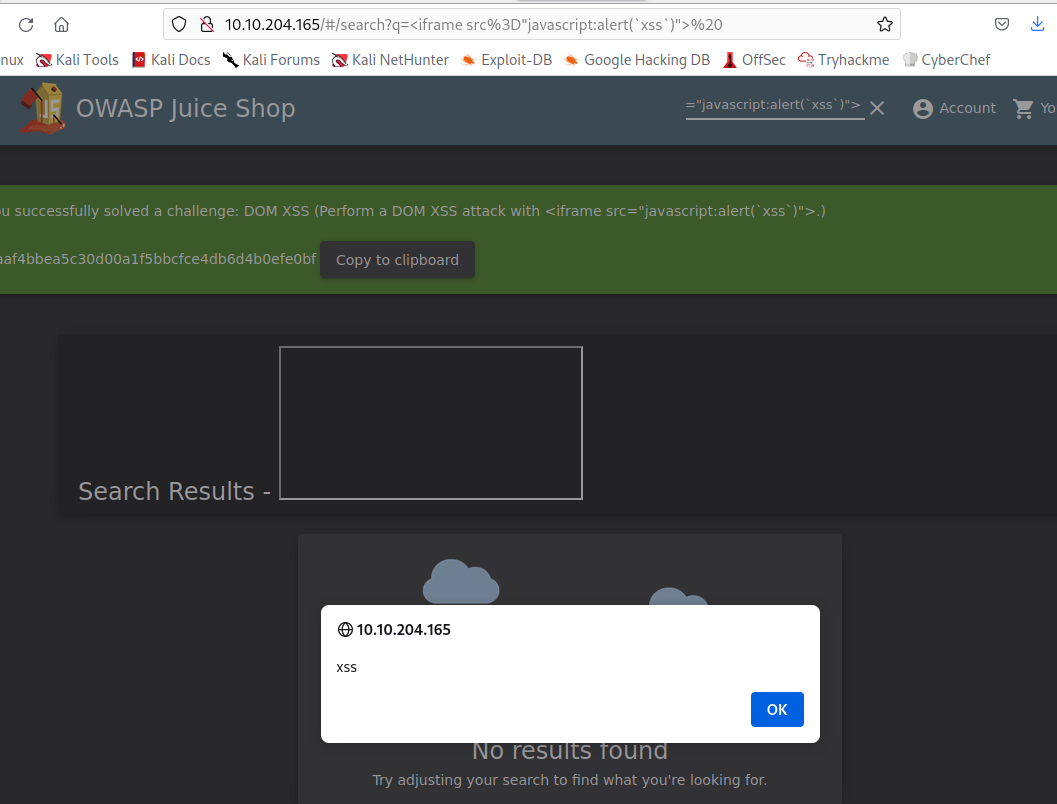 10.10.204.165/#/search?q=<iframe src%3D"javascript:alert(`xss`)">%20
nux Kali Tools Kali Docs Kali Forums Kali NetHunter Exploit-DB Google Hacking DB OffSec Tryhackme CyberChef
OWASP Juice Shop ="javascript:alert(`xss`)"> Account Yo
ou successfully solved a challenge: DOM XSS (Perform a DOM XSS attack with <iframe src="javascript:alert(`xss`)">.)
aaf4bbea5c30d00a1f5bbcfce4db6d4b0efe0bf Copy to clipboard
Search Results -
10.10.204.165
xss
OK
No results found
Try adjusting your search to find what you're looking for.